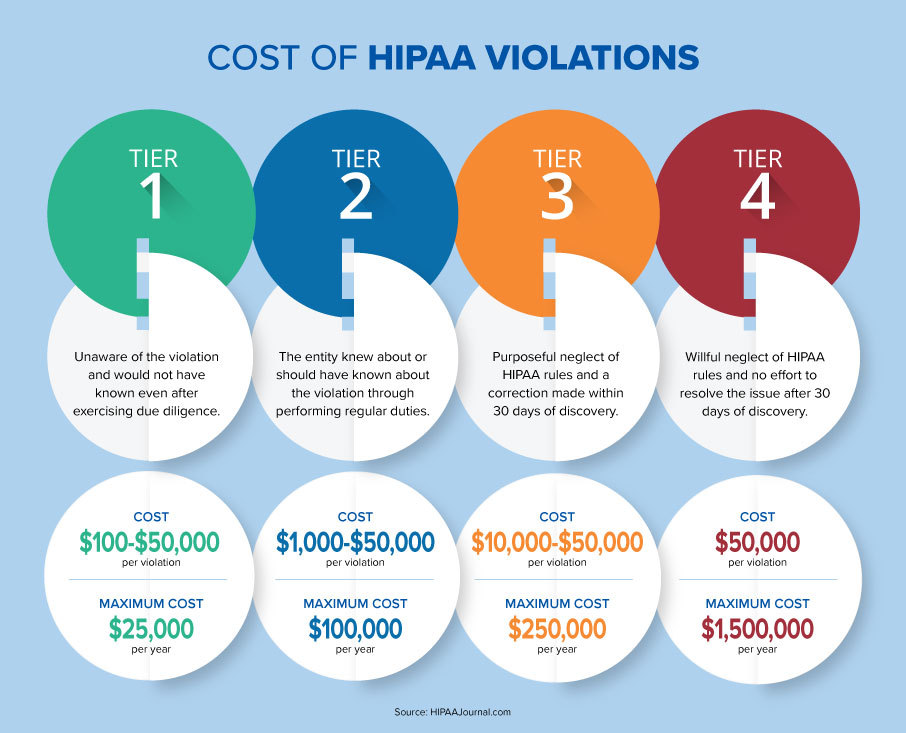 COST OF HIPAA VIOLATIONS
TIER
1
Unaware of the violation
and would not have
known even after
exercising due diligence.
COST
$100-$50,000
per violation
MAXIMUM COST
$25,000
per year
TIER
2
The entity knew about or
should have known about
the violation through
performing regular duties.
COST
$1,000-$50,000
per violation
MAXIMUM COST
$100,000
per year
TIER
3
Purposeful neglect of
HIPAA rules and a
correction made within
30 days of discovery.
COST
$10,000-$50,000
per violation
MAXIMUM COST
$250,000
per year
TIER
4
Willful neglect of HIPAA
rules and no effort to
resolve the issue after 30
days of discovery.
COST
$50,000
per violation
MAXIMUM COST
$1,500,000
per year
Source: HIPAAJournal.com